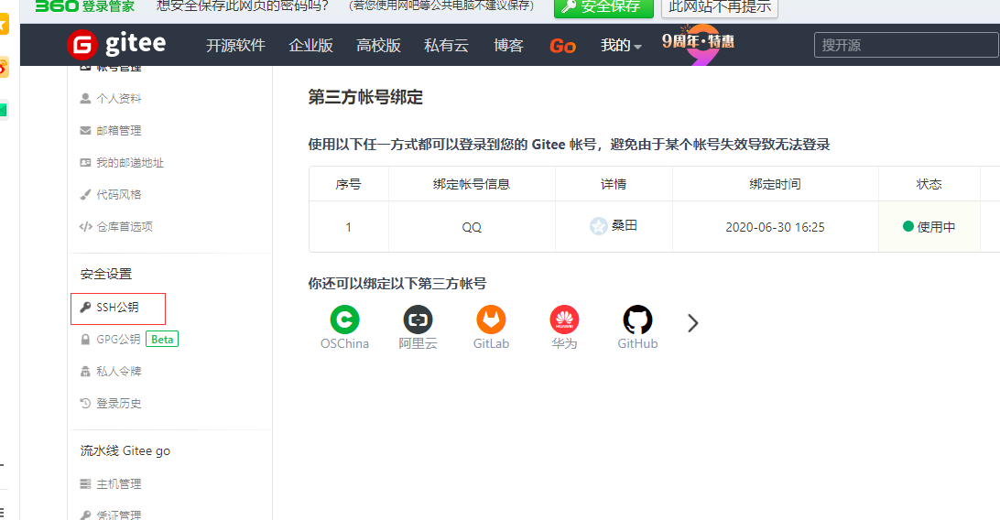 360 登录管家 想安全保存此网页的密码吗？ （若您使用网吧等公共电脑不建议保存） 安全保存 此网站不再提示
gitee 开源软件 企业版 高校版 私有云 博客 Go 我的 9周年·特惠 搜开源
帐号管理
个人资料
邮箱管理
我的邮递地址
代码风格
仓库首选项
安全设置
SSH公钥
GPG公钥 Beta
私人令牌
登录历史
流水线 Gitee go
主机管理
凭证管理
第三方帐号绑定
使用以下任一方式都可以登录到您的 Gitee 帐号，避免由于某个帐号失效导致无法登录
序号 绑定帐号信息 详情 绑定时间 状态
1 QQ 桑田 2020-06-30 16:25 使用中
你还可以绑定以下第三方帐号
OSChina 阿里云 GitLab 华为 GitHub